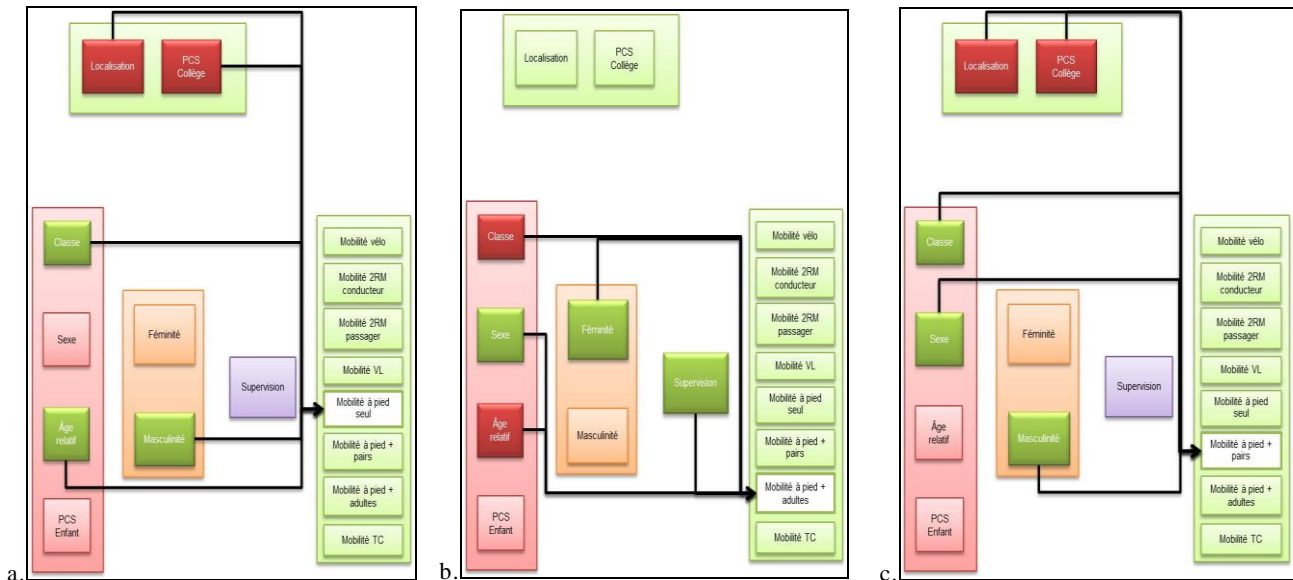 Localisation
PCS
Collège
Classe
Sexe
Âge
relatif
PCS
Enfant
Féminité
Masculinité
Supervision
Mobilité vélo
Mobilité 2RM
conducteur
Mobilité 2RM
passager
Mobilité VL
Mobilité à pied
seul
Mobilité à pied +
pairs
Mobilité à pied +
adultes
Mobilité TC
a.
Localisation
PCS
Collège
Classe
Sexe
Âge relatif
PCS
Enfant
Féminité
Masculinité
Supervision
Mobilité vélo
Mobilité 2RM
conducteur
Mobilité 2RM
passager
Mobilité VL
Mobilité à pied
seul
Mobilité à pied +
pairs
Mobilité à pied +
adultes
Mobilité TC
b.
Localisation
PCS
Collège
Classe
Sexe
Âge
relatif
PCS
Enfant
Féminité
Masculinité
Supervision
Mobilité vélo
Mobilité 2RM
conducteur
Mobilité 2RM
passager
Mobilité VL
Mobilité à pied
seul
Mobilité à pied +
pairs
Mobilité à pied +
adultes
Mobilité TC
c.